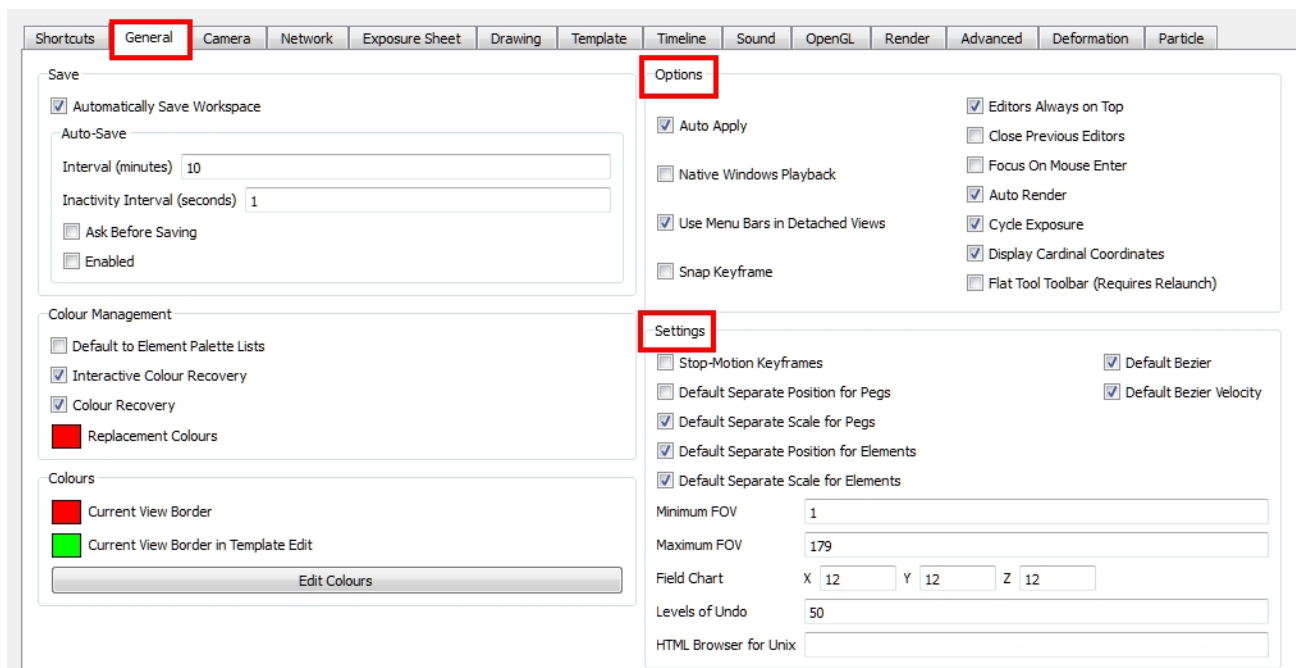 Shortcuts General Camera Network Exposure Sheet Drawing Template Timeline Sound OpenGL Render Advanced Deformation Particle
Save
Automatically Save Workspace
Auto-Save
Interval (minutes) 10
Inactivity Interval (seconds) 1
Ask Before Saving
Enabled
Colour Management
Default to Element Palette Lists
Interactive Colour Recovery
Colour Recovery
Replacement Colours
Colours
Current View Border
Current View Border in Template Edit
Edit Colours
Options
Auto Apply
Native Windows Playback
Use Menu Bars in Detached Views
Snap Keyframe
Editors Always on Top
Close Previous Editors
Focus On Mouse Enter
Auto Render
Cycle Exposure
Display Cardinal Coordinates
Flat Tool Toolbar (Requires Relaunch)
Settings
Stop-Motion Keyframes
Default Separate Position for Pegs
Default Separate Scale for Pegs
Default Separate Position for Elements
Default Separate Scale for Elements
Default Bezier
Default Bezier Velocity
Minimum FOV 1
Maximum FOV 179
Field Chart X 12 Y 12 Z 12
Levels of Undo 50
HTML Browser for Unix